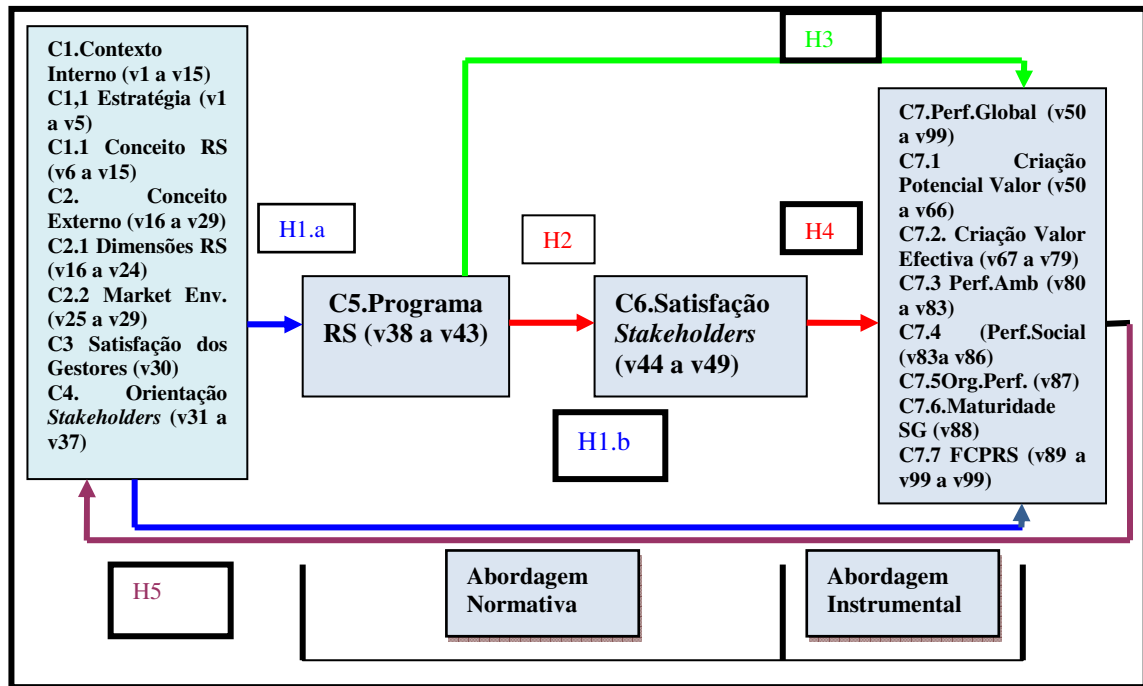 C1.Contexto
Interno (v1 a v15)
C1,1 Estratégia (v1
a v5)
C1.1 Conceito RS
(v6 a v15)
C2. Conceito
Externo (v16 a v29)
C2.1 Dimensões RS
(v16 a v24)
C2.2 Market Env.
(v25 a v29)
C3 Satisfação dos
Gestores (v30)
C4. Orientação
Stakeholders (v31 a
v37)
H1.a
C5.Programa
RS (v38 a v43)
H2
C6.Satisfação
Stakeholders
(v44 a v49)
H1.b
H3
H4
C7.Perf.Global (v50
a v99)
C7.1 Criação
Potencial Valor (v50
a v66)
C7.2. Criação Valor
Efectiva (v67 a v79)
C7.3 Perf.Amb (v80
a v83)
C7.4 (Perf.Social
(v83a v86)
C7.5Org.Perf. (v87)
C7.6.Maturidade
SG (v88)
C7.7 FCPRS (v89 a
v99 a v99)
H5
Abordagem
Normativa
Abordagem
Instrumental